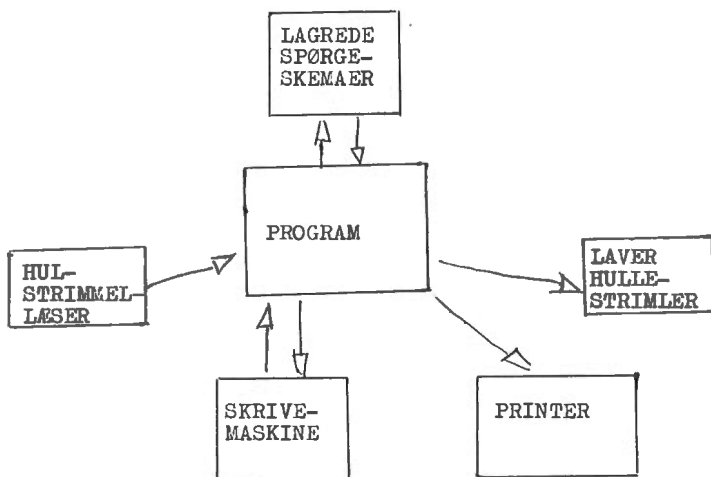 LAGREDE
SPØRGE-
SKEMAER
PROGRAM
HUL-
STRIMMEL-
LÆSER
LAVER
HULLE-
STRIMLER
SKRIVE-
MASKINE
PRINTER